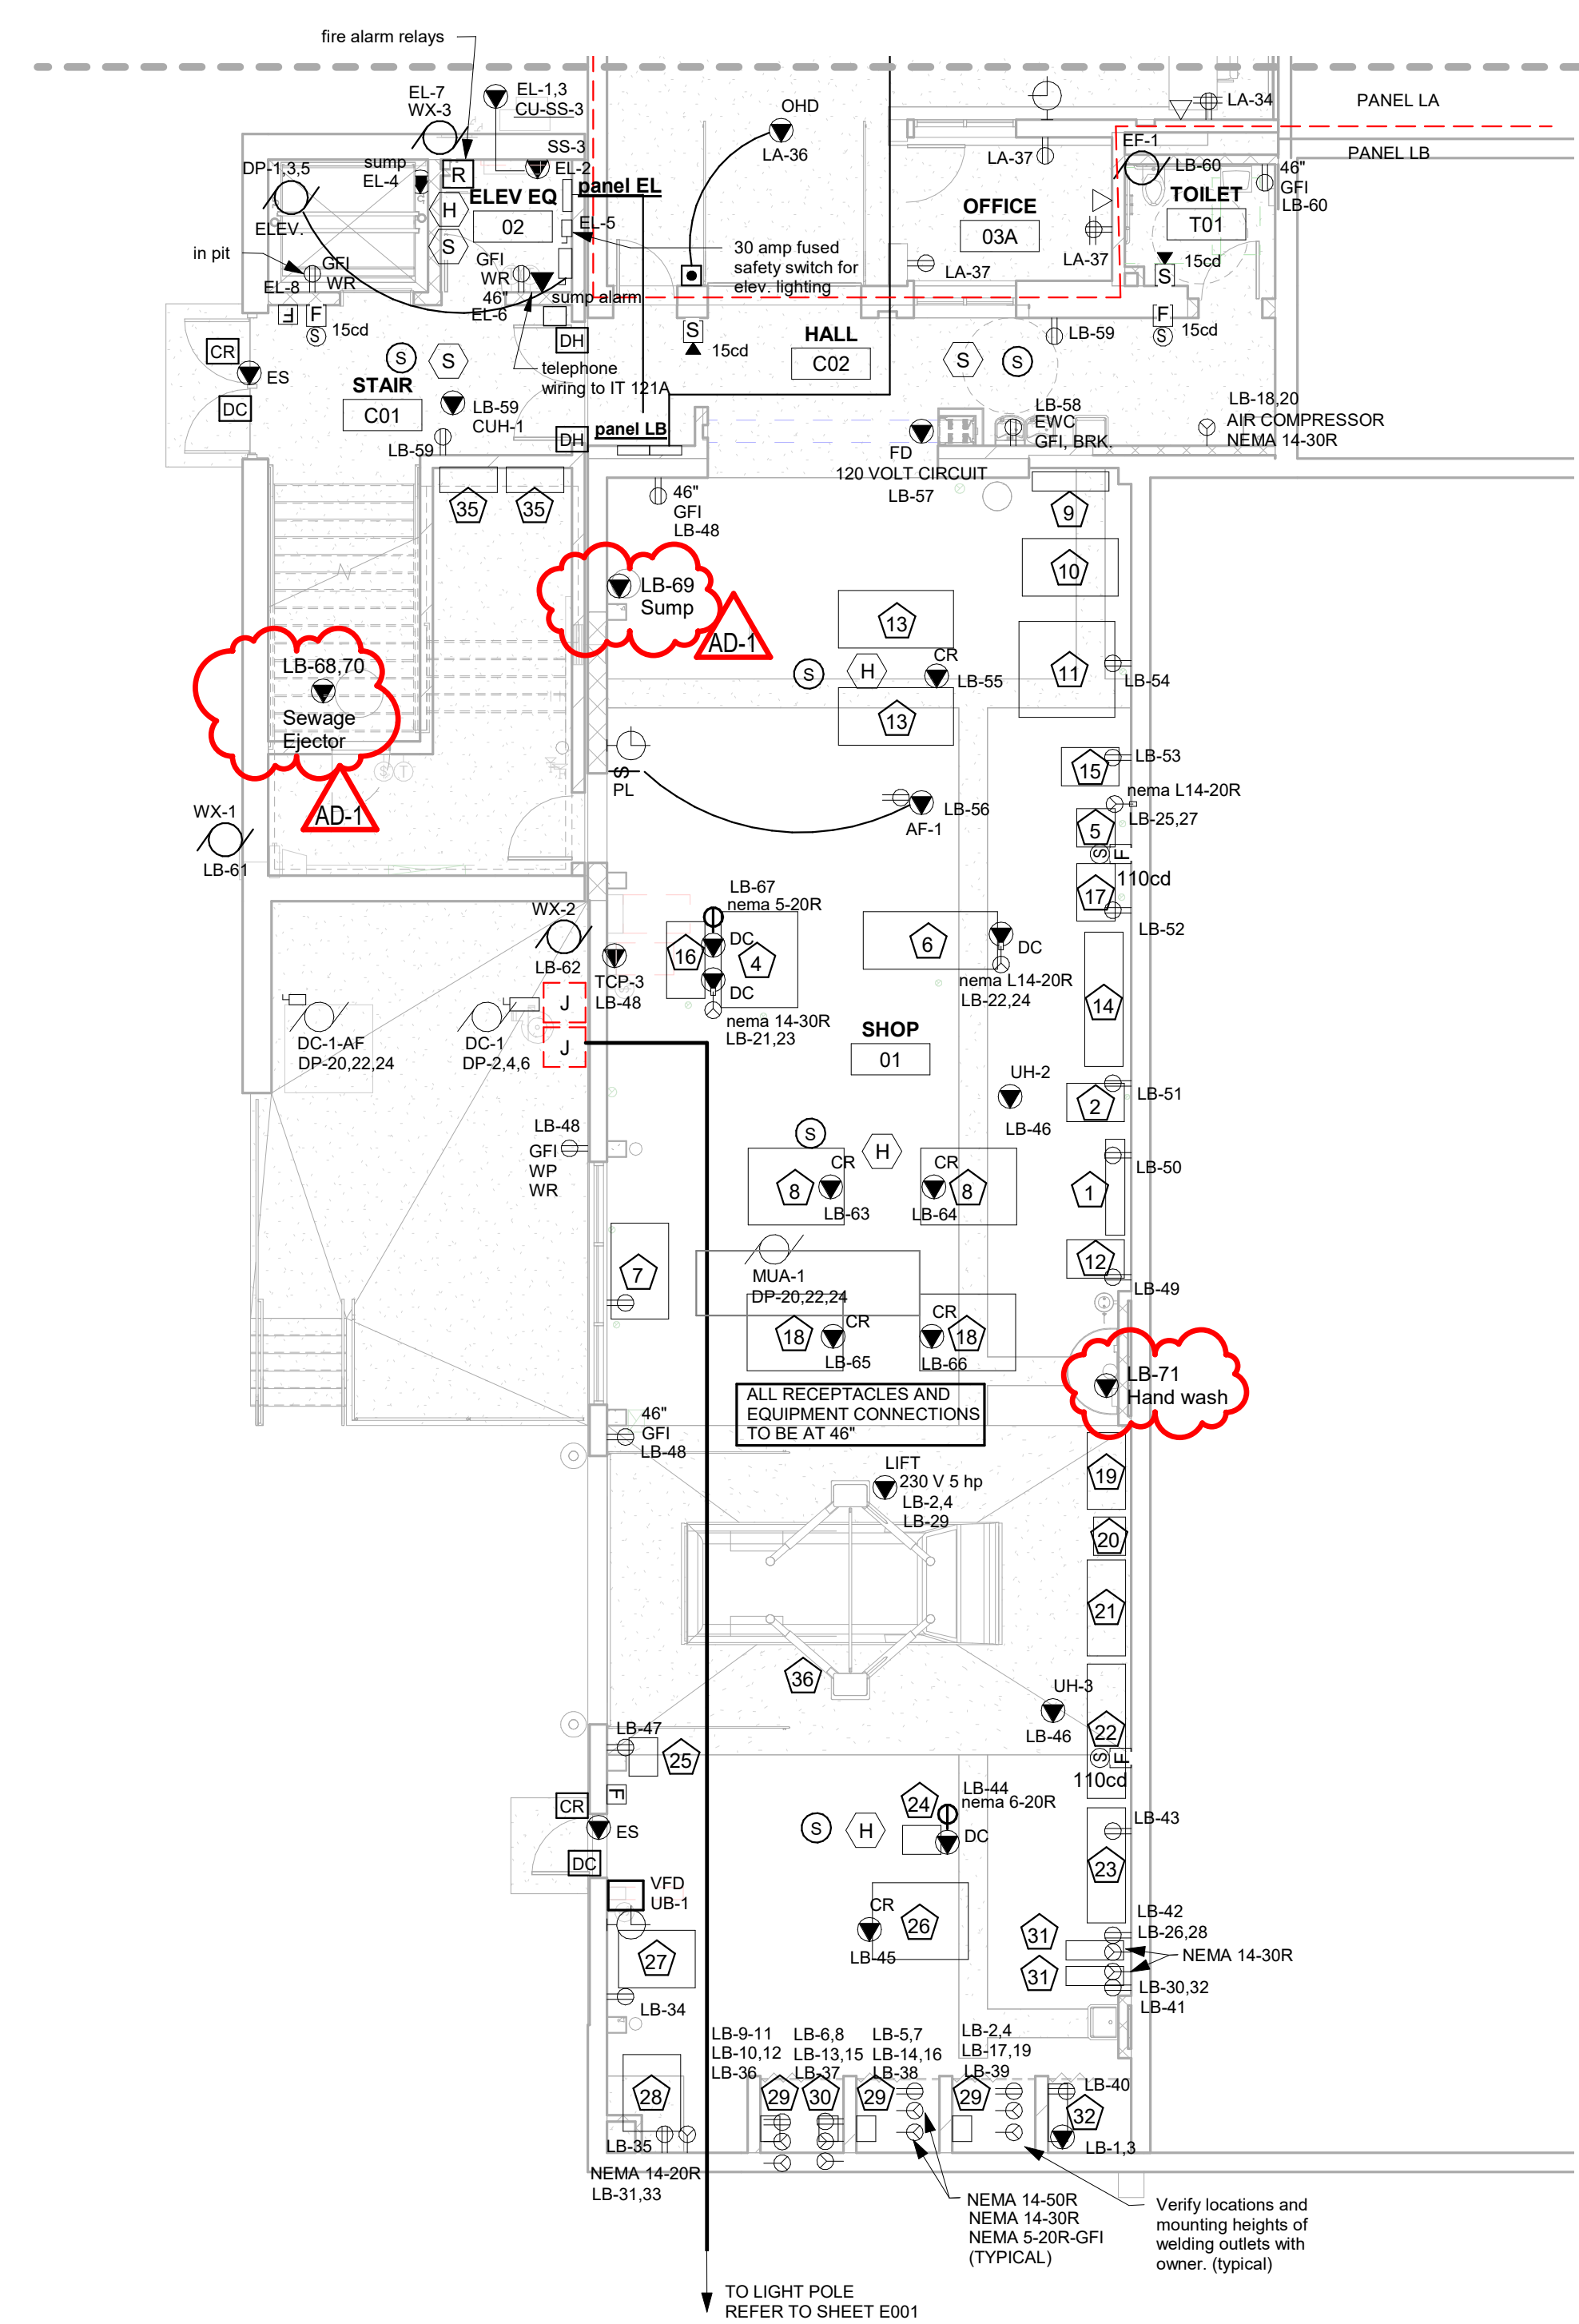 fire alarm relays
EL-7
WX-3
EL-1,3
CU-SS-3
OHD
LA-36
LA-34
PANEL LA
PANEL LB
SS-3
EL-2
DP-1,3,5
sump
EL-4
R
H
S
ELEV EQ
02
panel EL
EL-5
ELEV.
in pit
GFI
WR
EL-8
GFI
WR
46"
EL-6
sump alarm
30 amp fused
safety switch for
elev. lighting
LA-37
OFFICE
03A
LA-37
LA-37
EF-1
LB-60
TOILET
T01
46"
GFI
LB-60
15cd
S
F
F
S
15cd
CR
ES
DC
S
S
STAIR
C01
LB-59
CUH-1
LB-59
DH
DH
telephone
wiring to IT 121A
panel LB
S
15cd
HALL
C02
S
S
LB-59
F
S
15cd
LB-58
EWC
GFI, BRK.
LB-18,20
AIR COMPRESSOR
NEMA 14-30R
FD
120 VOLT CIRCUIT
LB-57
35
35
46"
GFI
LB-48
9
10
LB-69
Sump
AD-1
13
S
H
CR
LB-55
13
11
LB-54
LB-68,70
Sewage
Ejector
AD-1
S
T
S
PL
15
LB-53
nema L14-20R
5
LB-25,27
S
F
110cd
17
LB-52
LB-56
AF-1
WX-1
LB-61
WX-2
LB-62
TCP-3
LB-48
LB-67
nema 5-20R
DC
16
4
DC
nema 14-30R
LB-21,23
6
DC
nema L14-20R
LB-22,24
14
SHOP
01
J
J
DC-1-AF
DP-20,22,24
DC-1
DP-2,4,6
UH-2
LB-46
2
LB-51
LB-48
GFI
WP
WR
S
H
CR
8
LB-63
CR
8
LB-64
1
LB-50
7
MUA-1
DP-20,22,24
12
LB-49
18
CR
LB-65
CR
18
LB-66
LB-71
Hand wash
ALL RECEPTACLES AND
EQUIPMENT CONNECTIONS
TO BE AT 46"
46"
GFI
LB-48
LIFT
230 V 5 hp
LB-2,4
LB-29
19
20
21
36
UH-3
LB-46
22
S
F
110cd
LB-47
25
F
CR
ES
DC
24
LB-44
nema 6-20R
DC
S
H
LB-43
23
VFD
UB-1
CR
26
LB-45
27
LB-34
31
31
LB-42
LB-26,28
NEMA 14-30R
LB-30,32
LB-41
LB-9-11
LB-10,12
LB-36
LB-6,8
LB-13,15
LB-37
LB-5,7
LB-14,16
LB-38
LB-2,4
LB-17,19
LB-39
28
29
30
29
29
LB-40
32
LB-1,3
LB-35
NEMA 14-20R
LB-31,33
NEMA 14-50R
NEMA 14-30R
NEMA 5-20R-GFI
(TYPICAL)
Verify locations and
mounting heights of
welding outlets with
owner. (typical)
TO LIGHT POLE
REFER TO SHEET E001